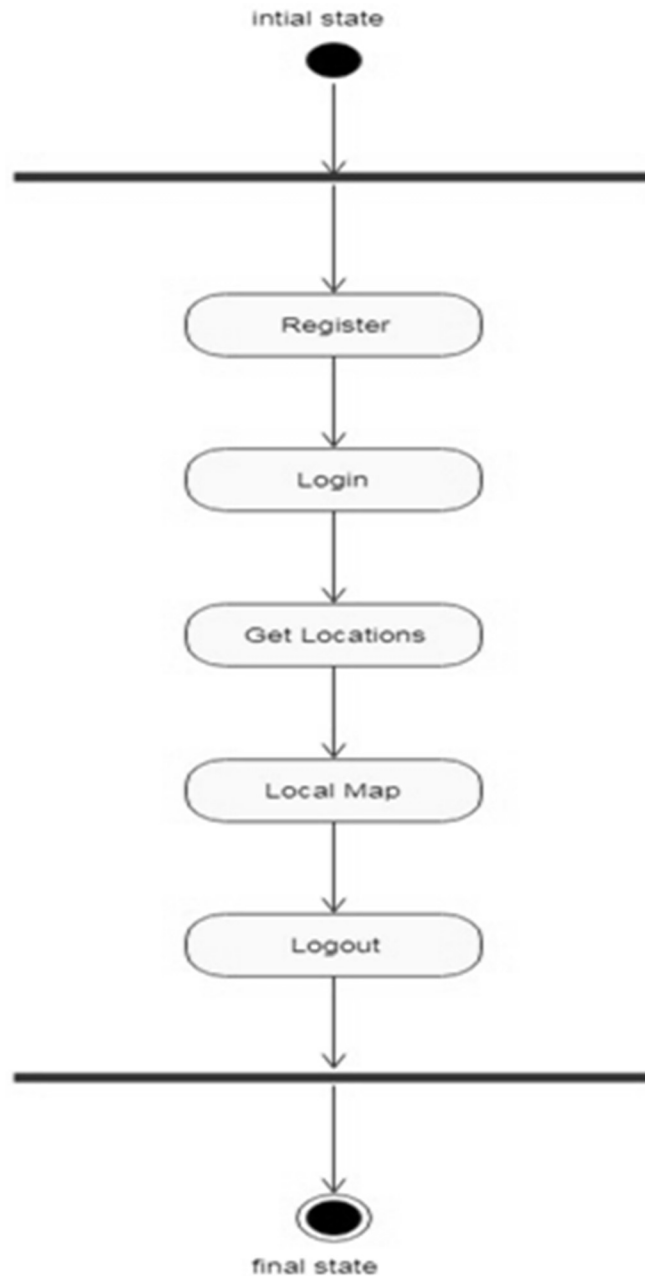 intial state
Register
Login
Get Locations
Local Map
Logout
final state